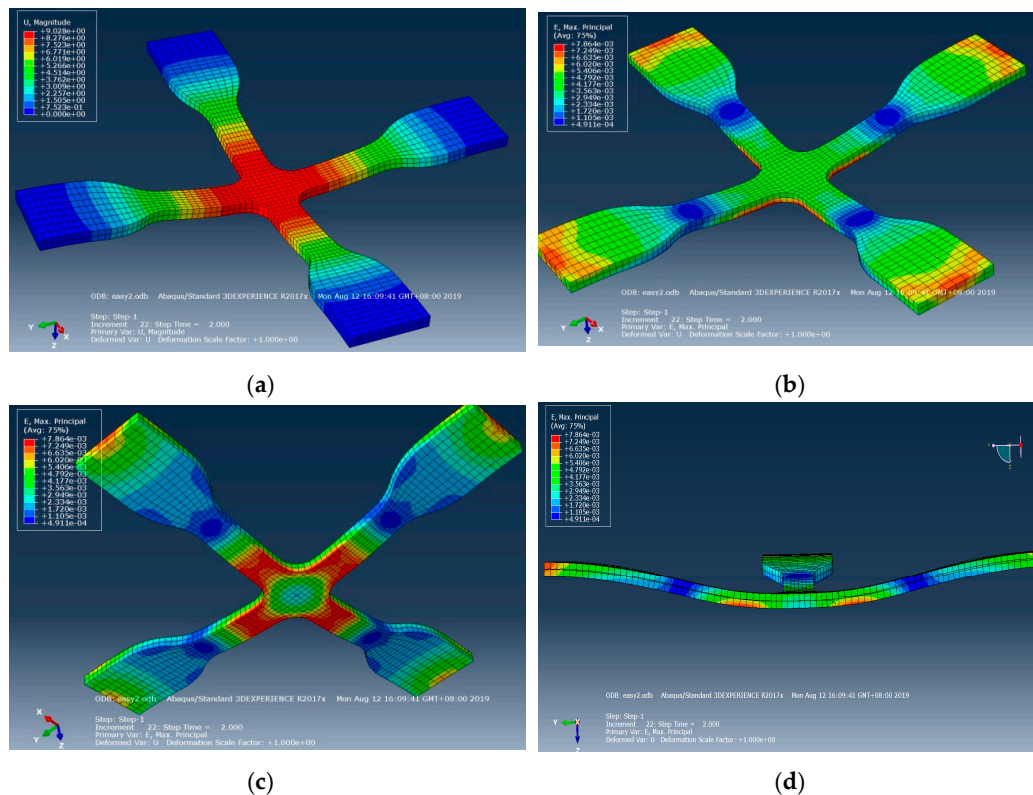 U, Magnitude
+9.028e+00
+8.276e+00
+7.523e+00
+6.771e+00
+6.019e+00
+5.266e+00
+4.514e+00
+3.762e+00
+3.009e+00
+2.257e+00
+1.505e+00
+7.523e-01
+0.000e+00
ODB: easy2.odb Abaqus/Standard 3DEXPERIENCE R2017x Mon Aug 12 16:09:41 GMT+08:00 2019
Step: Step-1
Increment 22: Step Time = 2.000
Primary Var: U, Magnitude
Deformed Var: U Deformation Scale Factor: +1.000e+00
Y
X
Z
(a)
E, Max. Principal
(Avg: 75%)
+7.864e-03
+7.249e-03
+6.635e-03
+6.020e-03
+5.406e-03
+4.792e-03
+4.177e-03
+3.563e-03
+2.949e-03
+2.334e-03
+1.720e-03
+1.105e-03
+4.911e-04
ODB: easy2.odb Abaqus/Standard 3DEXPERIENCE R2017x Mon Aug 12 16:09:41 GMT+08:00 2019
Step: Step-1
Increment 22: Step Time = 2.000
Primary Var: E, Max. Principal
Deformed Var: U Deformation Scale Factor: +1.000e+00
Y
X
Z
(b)
E, Max. Principal
(Avg: 75%)
+7.864e-03
+7.249e-03
+6.635e-03
+6.020e-03
+5.406e-03
+4.792e-03
+4.177e-03
+3.563e-03
+2.949e-03
+2.334e-03
+1.720e-03
+1.105e-03
+4.911e-04
ODB: easy2.odb Abaqus/Standard 3DEXPERIENCE R2017x Mon Aug 12 16:09:41 GMT+08:00 2019
X
Y
Z
Step: Step-1
Increment 22: Step Time = 2.000
Primary Var: E, Max. Principal
Deformed Var: U Deformation Scale Factor: +1.000e+00
(c)
E, Max. Principal
(Avg: 75%)
+7.864e-03
+7.249e-03
+6.635e-03
+6.020e-03
+5.406e-03
+4.792e-03
+4.177e-03
+3.563e-03
+2.949e-03
+2.334e-03
+1.720e-03
+1.105e-03
+4.911e-04
ODB: easy2.odb Abaqus/Standard 3DEXPERIENCE R2017x Mon Aug 12 16:09:41 GMT+08:00 2019
Step: Step-1
Increment 22: Step Time = 2.000
Primary Var: E, Max. Principal
Deformed Var: U Deformation Scale Factor: +1.000e+00
Y
X
Z
(d)